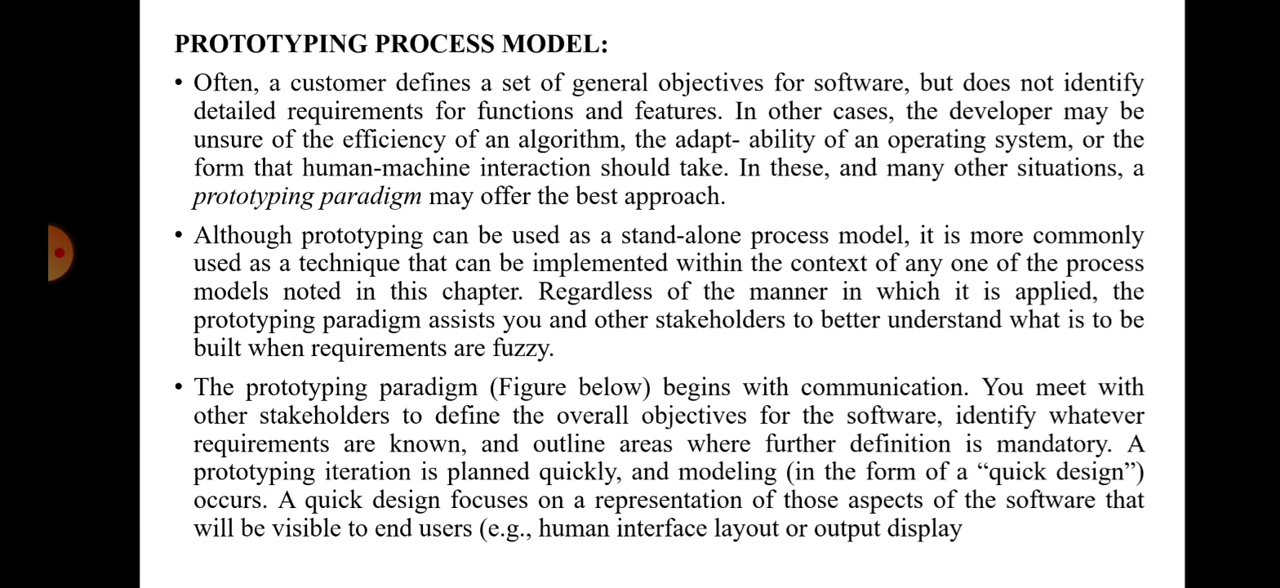 PROTOTYPING PROCESS MODEL:
• Often, a customer defines a set of general objectives for software, but does not identify
detailed requirements for functions and features. In other cases, the developer may be
unsure of the efficiency of an algorithm, the adapt- ability of an operating system, or the
form that human-machine interaction should take. In these, and many other situations, a
prototyping paradigm may offer the best approach.
• Although prototyping can be used as a stand-alone process model, it is more commonly
used as a technique that can be implemented within the context of any one of the process
models noted in this chapter. Regardless of the manner in which it is applied, the
prototyping paradigm assists you and other stakeholders to better understand what is to be
built when requirements are fuzzy.
• The prototyping paradigm (Figure below) begins with communication. You meet with
other stakeholders to define the overall objectives for the software, identify whatever
requirements are known, and outline areas where further definition is mandatory. A
prototyping iteration is planned quickly, and modeling (in the form of a “quick design”)
occurs. A quick design focuses on a representation of those aspects of the software that
will be visible to end users (e.g., human interface layout or output display